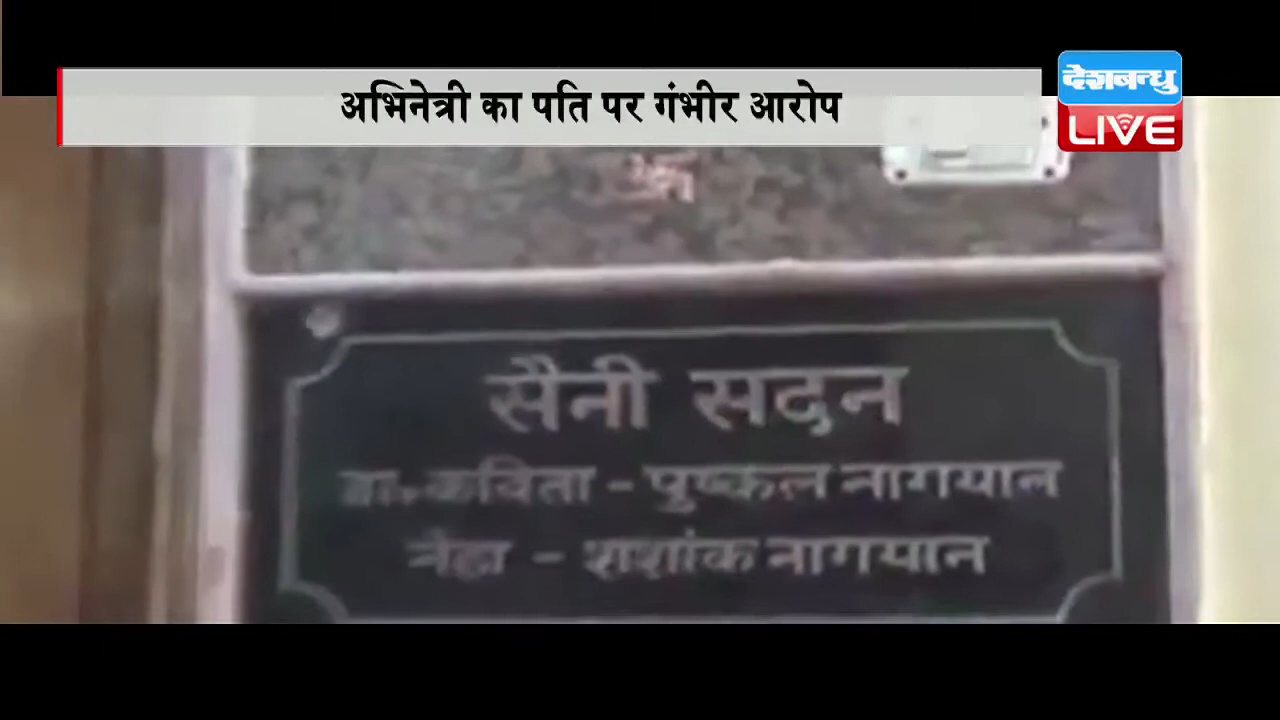 अभिनेत्री का पति पर गंभीर आरोप
देशबन्धु
LIVE
सैनी सदन
डा. कविता - पुष्कल नागयान
नेहा - शशांक नागयान